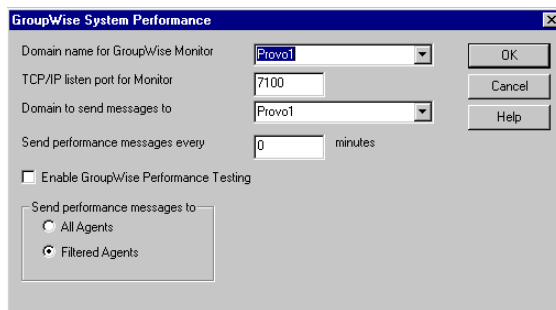 GroupWise System Performance
Domain name for GroupWise Monitor Provo1 OK
TCP/IP listen port for Monitor 7100 Cancel
Domain to send messages to Provo1 Help
Send performance messages every 0 minutes
Enable GroupWise Performance Testing
Send performance messages to
All Agents
Filtered Agents